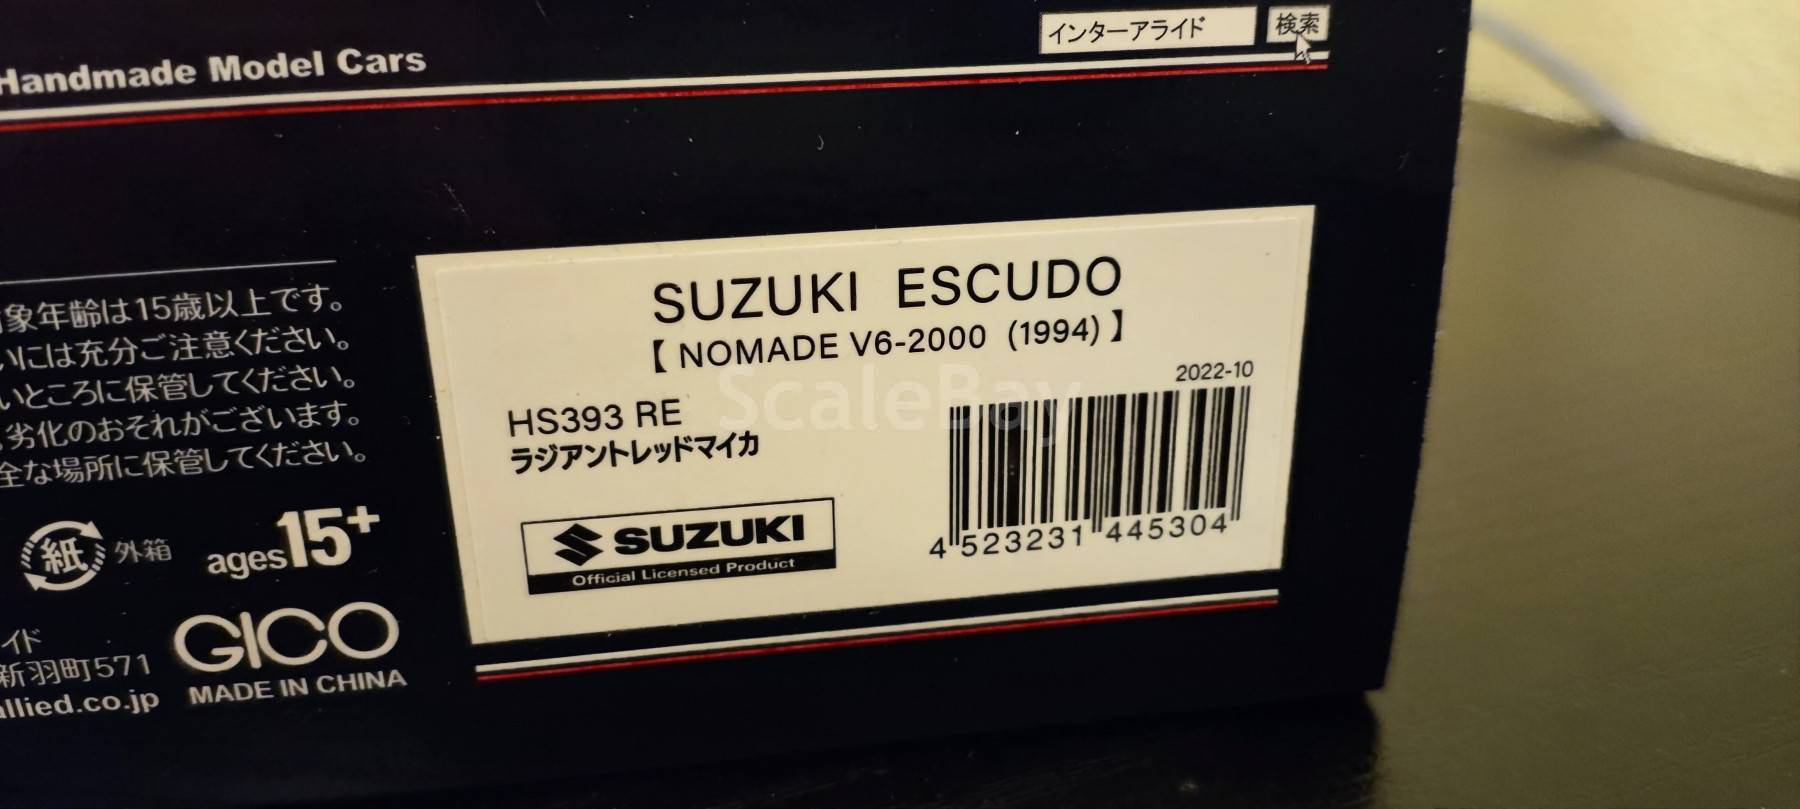 Handmade Model Cars
インターアライド 検索
象年齢は15歳以上です。
いには充分ご注意ください。
いところに保管してください。
劣化のおそれがございます。
全な場所に保管してください。
紙 外箱
ages15+
イド
新羽町571
allied.co.jp
GICO
MADE IN CHINA
SUZUKI ESCUDO
【 NOMADE V6-2000 (1994) 】
2022-10
HS393 RE
ラジアントレッドマイカ
SUZUKI
Official Licensed Product
4 523231 445304
ScaleBay